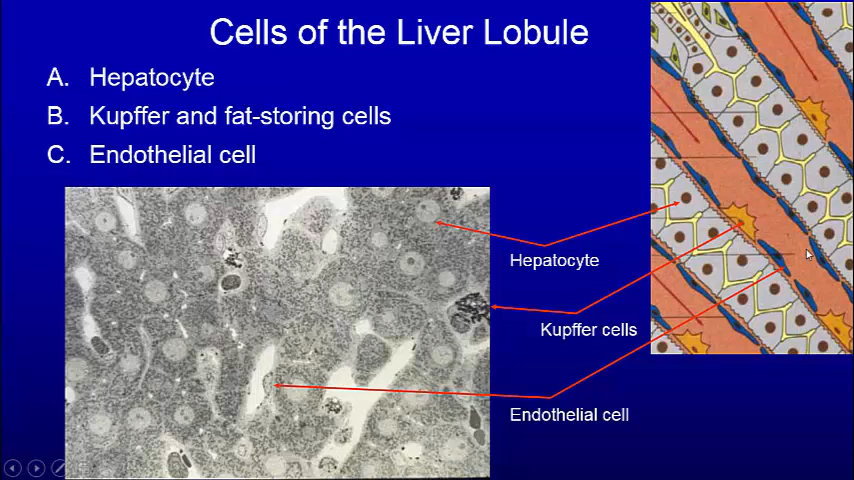 Cells of the Liver Lobule
A. Hepatocyte
B. Kupffer and fat-storing cells
C. Endothelial cell
Hepatocyte
Kupffer cells
Endothelial cell